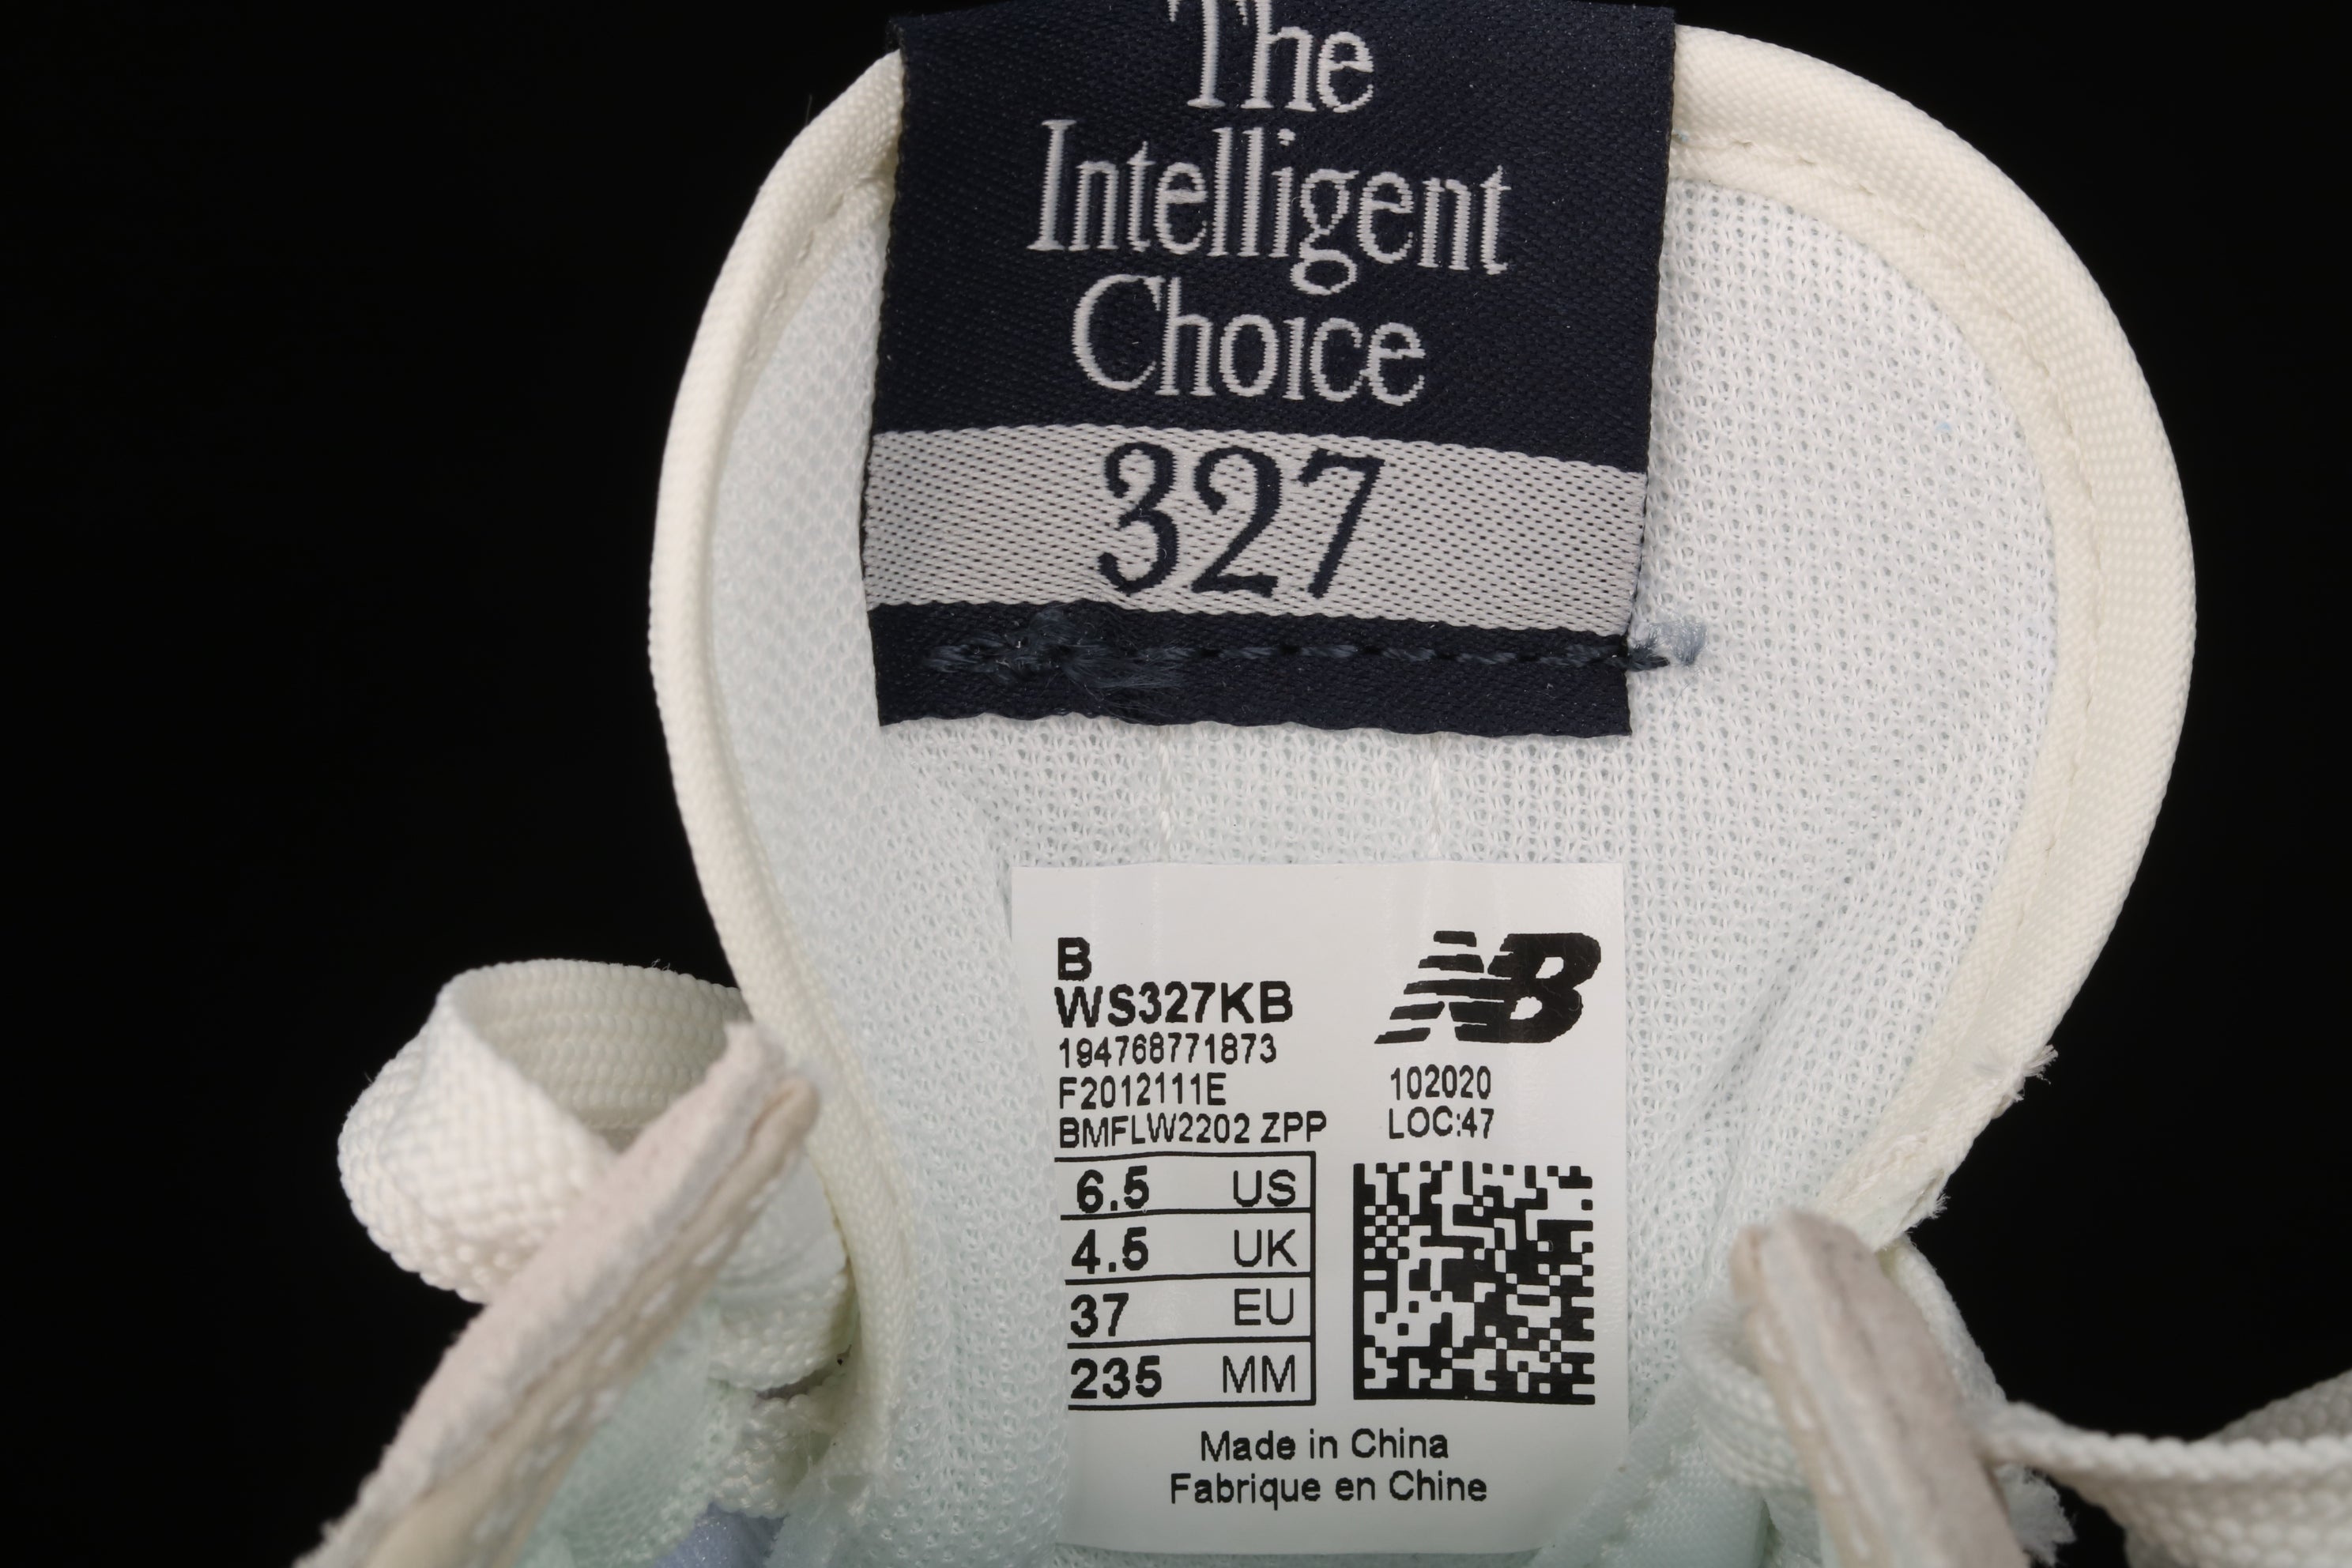 The
Intelligent
Choice
327
B
WS327KB
194768771873
F2012111E
BMFLW2202 ZPP
NB
102020
LOC:47
6.5 US
4.5 UK
37 EU
235 MM
Made in China
Fabrique en Chine